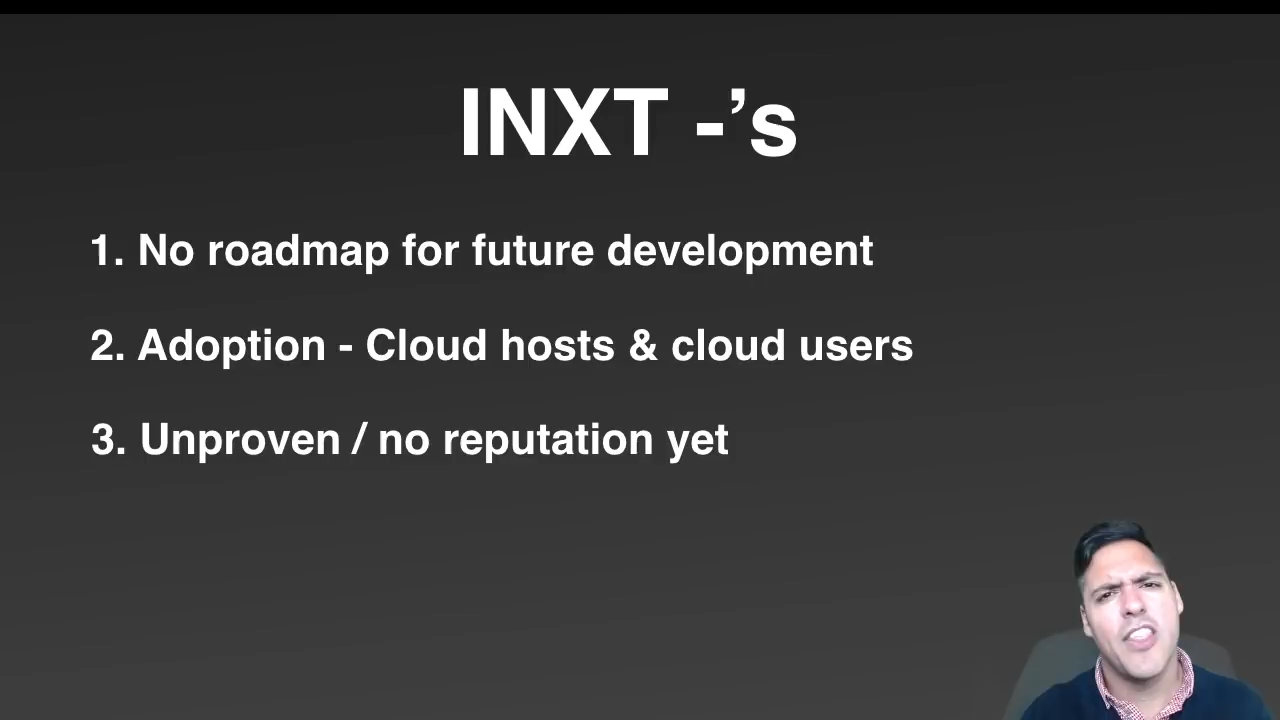 INXT -’s
1. No roadmap for future development
2. Adoption - Cloud hosts & cloud users
3. Unproven / no reputation yet